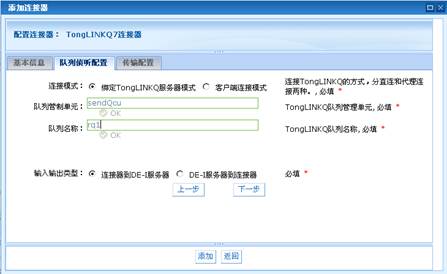 添加连接器
配置连接器： TongLINKQ7连接器
基本信息 队列侦听配置 传输配置
连接模式： 绑定TongLINKQ服务器模式 客户端连接模式 连接TongLINKQ的方式，分直连和代理连接两种。, 必填 *
队列管制单元： sendQcu TongLINKQ队列管理单元, 必填 *
OK
队列名称： rq1 TongLINKQ队列名称, 必填 *
OK
输入输出类型： 连接器到DE-I服务器 DE-I服务器到连接器 必填 *
上一步 下一步
添加 返回